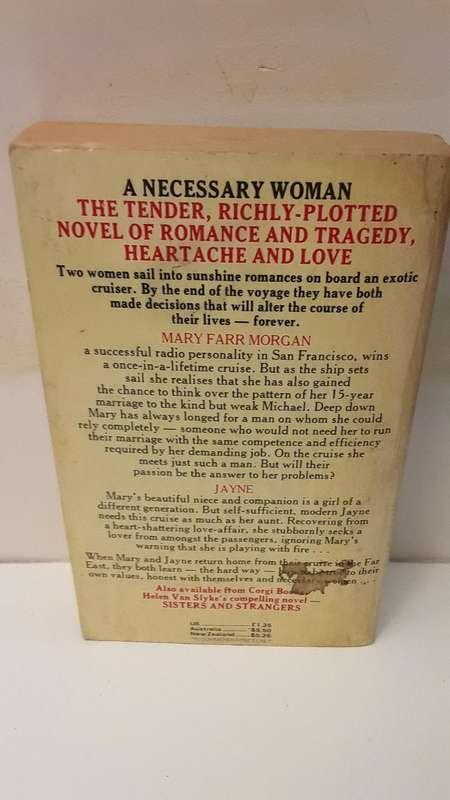 A NECESSARY WOMAN
THE TENDER, RICHLY-PLOTTED
NOVEL OF ROMANCE AND TRAGEDY,
HEARTACHE AND LOVE
Two women sail into sunshine romances on board an exotic
cruiser. By the end of the voyage they have both
made decisions that will alter the course of
their lives — forever.
MARY FARR MORGAN
a successful radio personality in San Francisco, wins
a once-in-a-lifetime cruise. But as the ship sets
sail she realises that she has also gained
the chance to think over the pattern of her 15-year
marriage to the kind but weak Michael. Deep down
Mary has always longed for a man on whom she could
rely completely — someone who would not need her to run
their marriage with the same competence and efficiency
required by her demanding job. On the cruise she
meets just such a man. But will their
passion be the answer to her problems?
JAYNE
Mary's beautiful niece and companion is a girl of a
different generation. But self-sufficient, modern Jayne
needs this cruise as much as her aunt. Recovering from
a heart-shattering love-affair, she stubbornly seeks a
lover from amongst the passengers, ignoring Mary's
warning that she is playing with fire . . . .
When Mary and Jayne return home from their cruise in the Far
East, they both learn — the hard way — to their
own values, honest with themselves and women . . .
Also available from Corgi
Helen Van Slyke's compelling novel —
SISTERS AND STRANGERS
£1.25
Australia $5.50
New Zealand $5.25